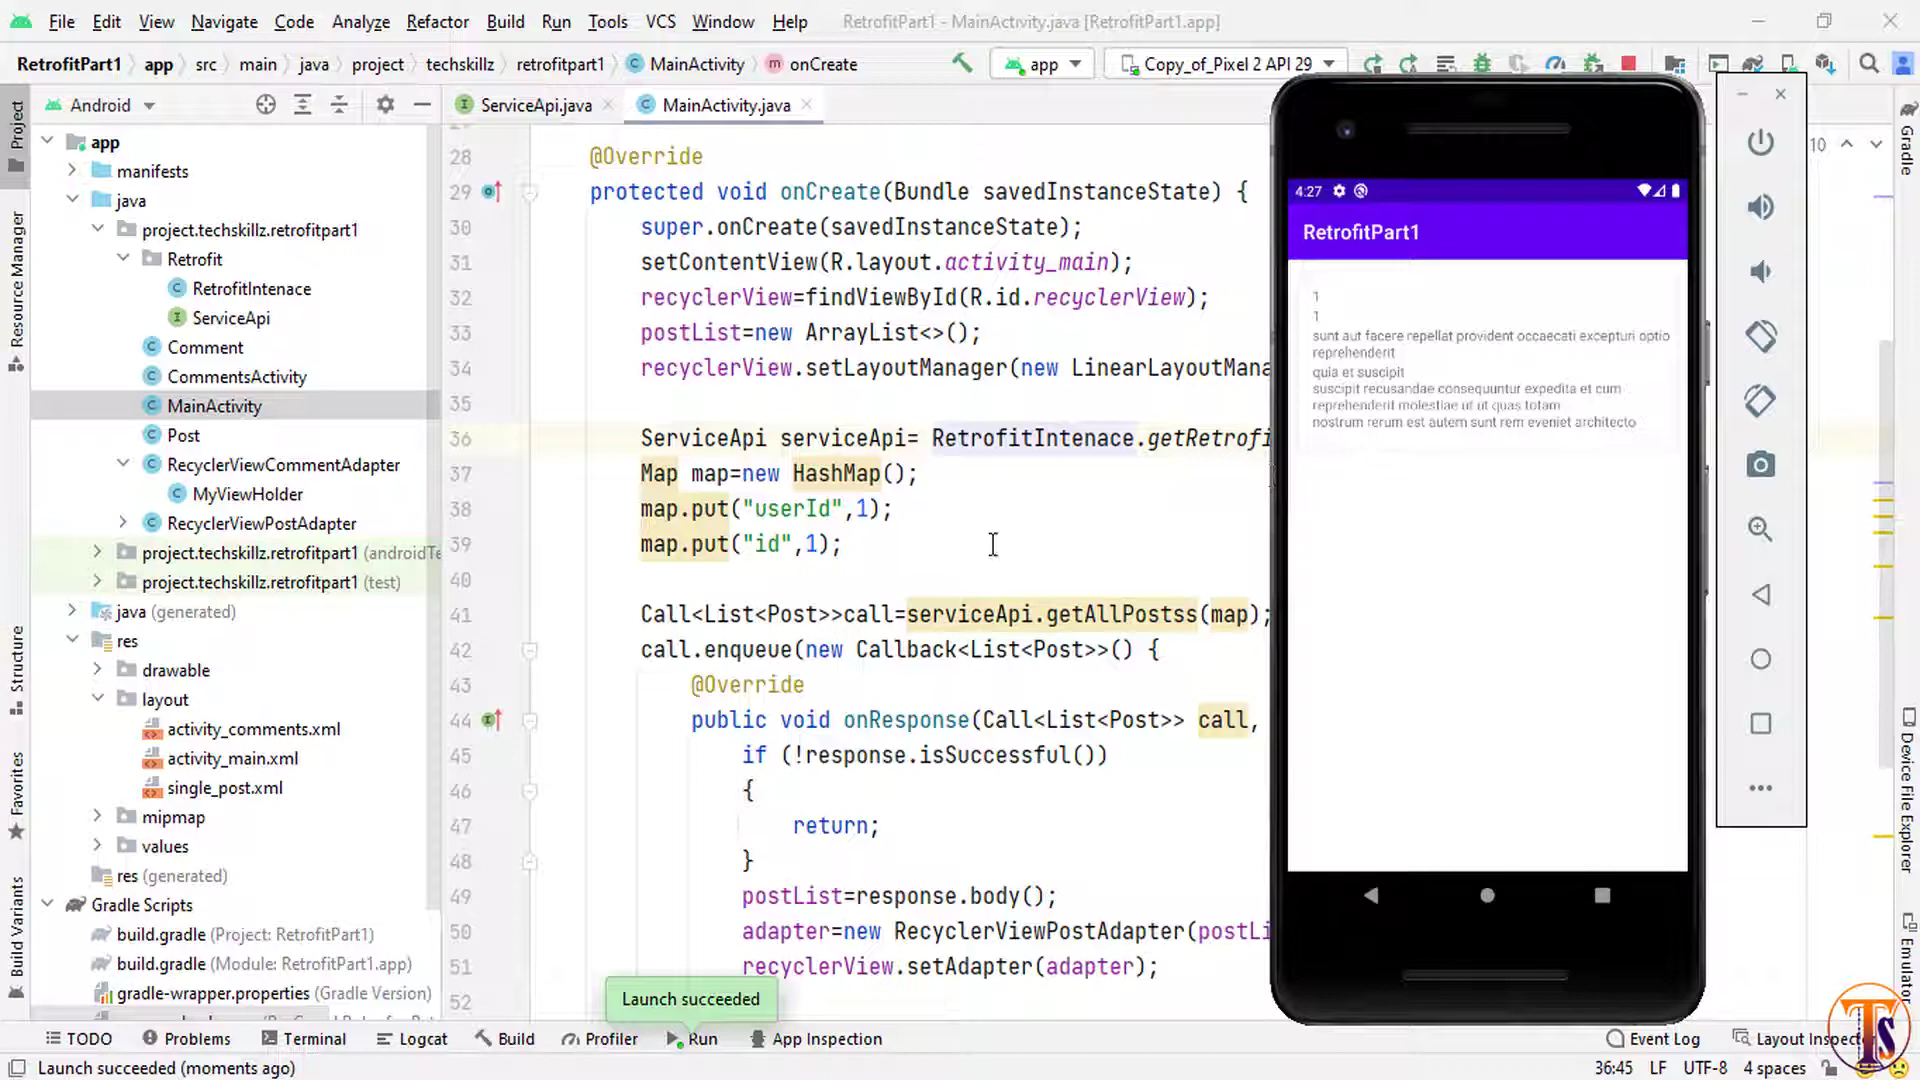 File Edit View Navigate Code Analyze Refactor Build Run Tools VCS Window Help RetrofitPart1 - MainActivity.java [RetrofitPart1.app]
RetrofitPart1 app src main java project techskillz retrofitpart1 MainActivity onCreate app Copy_of_Pixel 2 API 29
Android
ServiceApi.java MainActivity.java
Project
Resource Manager
Structure
Favorites
Build Variants
app
manifests
java
project.techskillz.retrofitpart1
Retrofit
RetrofitIntenace
ServiceApi
Comment
CommentsActivity
MainActivity
Post
RecyclerViewCommentAdapter
MyViewHolder
RecyclerViewPostAdapter
project.techskillz.retrofitpart1 (androidTe
project.techskillz.retrofitpart1 (test)
java (generated)
res
drawable
layout
activity_comments.xml
activity_main.xml
single_post.xml
mipmap
values
res (generated)
Gradle Scripts
build.gradle (Project: RetrofitPart1)
build.gradle (Module: RetrofitPart1.app)
gradle-wrapper.properties (Gradle Version)
28 @Override
29 protected void onCreate(Bundle savedInstanceState) {
30 super.onCreate(savedInstanceState);
31 setContentView(R.layout.activity_main);
32 recyclerView=findViewById(R.id.recyclerView);
33 postList=new ArrayList<>();
34 recyclerView.setLayoutManager(new LinearLayoutMana
35
36 ServiceApi serviceApi= RetrofitIntenace.getRetrofi
37 Map map=new HashMap();
38 map.put("userId",1);
39 map.put("id",1);
40
41 Call<List<Post>>call=serviceApi.getAllPostss(map);
42 call.enqueue(new Callback<List<Post>>() {
43 @Override
44 public void onResponse(Call<List<Post>> call,
45 if (!response.isSuccessful())
46 {
47 return;
48 }
49 postList=response.body();
50 adapter=new RecyclerViewPostAdapter(postLi
51 recyclerView.setAdapter(adapter);
52
Launch succeeded
4:27
RetrofitPart1
1
1
sunt aut facere repellat provident occaecati excepturi optio
reprehenderit
quia et suscipit
suscipit recusandae consequuntur expedita et cum
reprehenderit molestiae ut ut quas totam
nostrum rerum est autem sunt rem eveniet architecto
10
Gradle
Device File Explorer
Emulator
TODO Problems Terminal Logcat Build Profiler Run App Inspection Event Log Layout Inspecto
Launch succeeded (moments ago) 36:45 LF UTF-8 4 spaces
TS